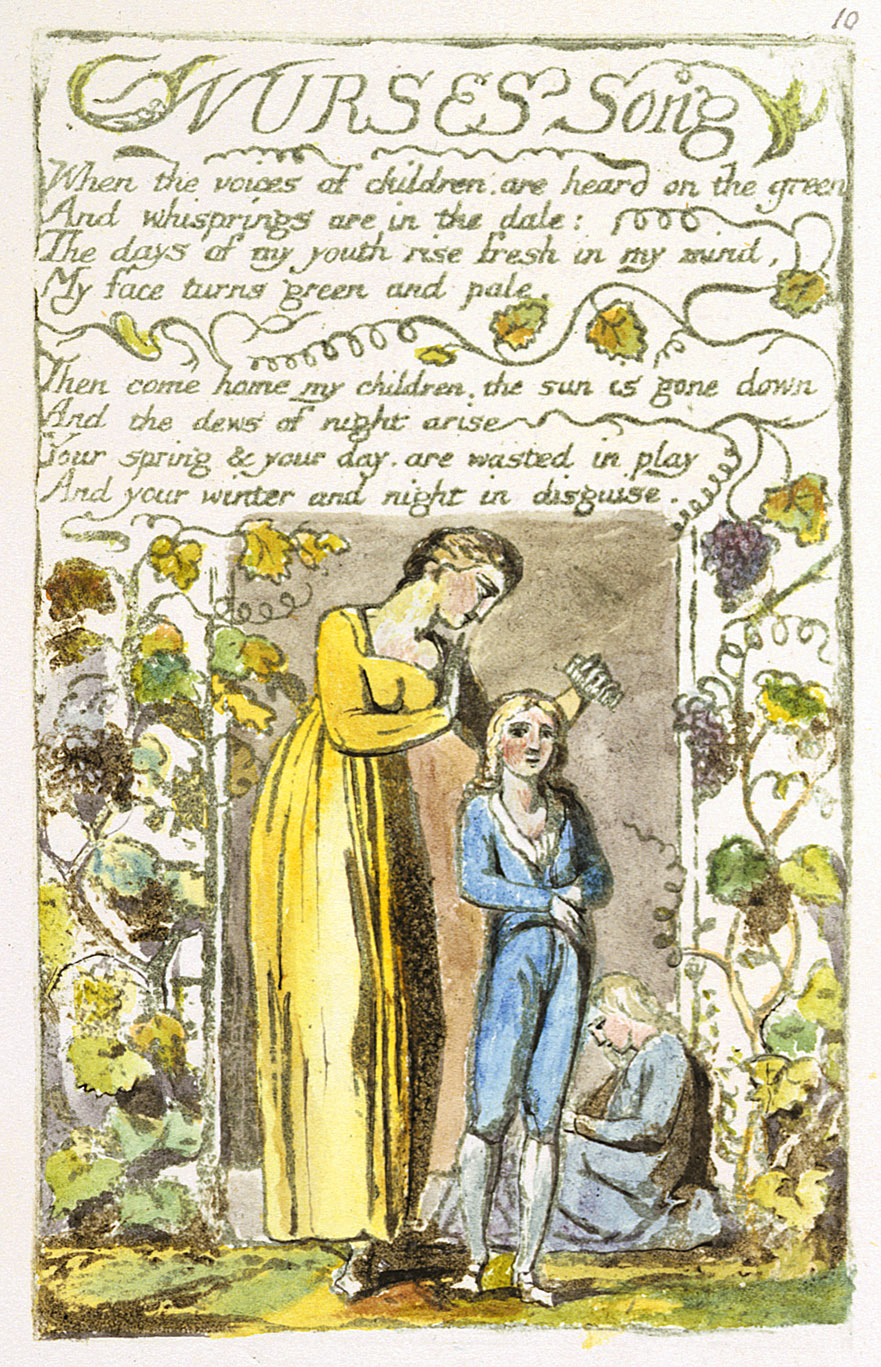 10
NURSES Song
When the voices of children. are heard on the green
And whisprings are in the dale:
The days of my youth rise fresh in my mind,
My face turns green and pale.
Then come home my children. the sun is gone down
And the dews of night arise
Your spring & your day. are wasted in play
And your winter and night in disguise.